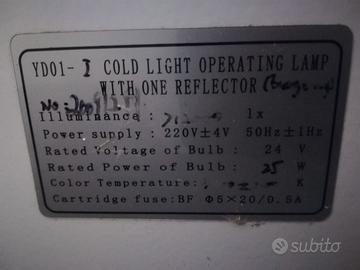 YD01-I COLD LIGHT OPERATING LAMP
WITH ONE REFLECTOR
No:
Illuminance: lx
Power supply: 220V±4V 50Hz±1Hz
Rated Voltage of Bulb: 24 V
Rated Power of Bulb: 25 W
Color Temperature: K
Cartridge fuse:BF Φ5×20/0.5A
subito